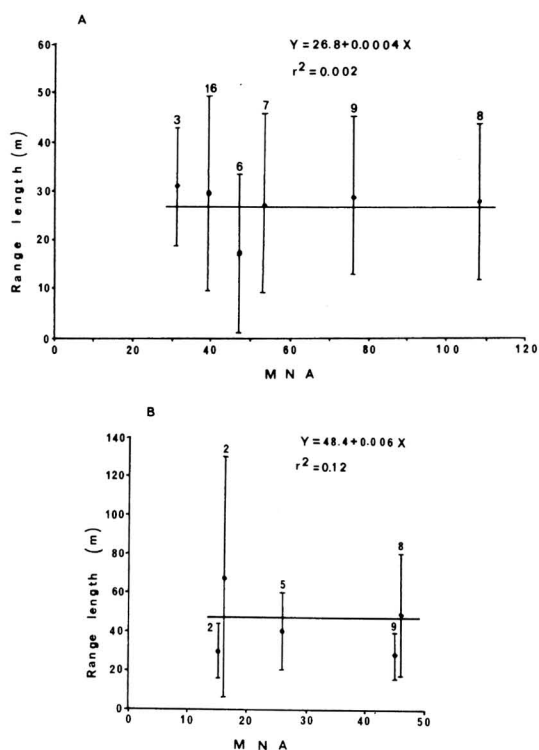 A
Y=26.8+0.0004 X
r2=0.002
60
50
40
30
20
10
0
Range length (m)
3
16
6
7
9
8
0 20 40 60 80 100 120
M N A
B
Y=48.4+0.006 X
r2=0.12
140
120
100
80
60
40
20
0
Range length (m)
2
2
5
9
8
0 10 20 30 40 50
M N A